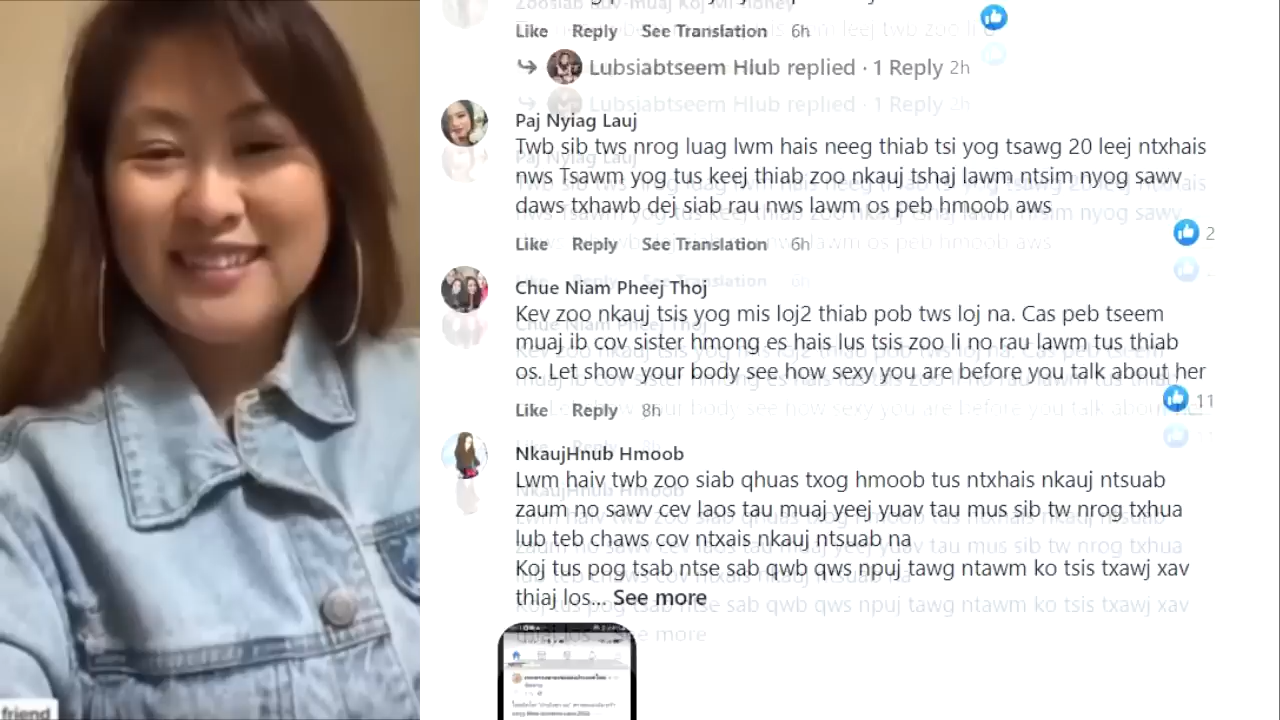 Like Reply See Translation 6h
Lubsiabtseem Hlub replied · 1 Reply 2h
Paj Nyiag Lauj
Twb sib tws nrog luag lwm hais neeg thiab tsi yog tsawg 20 leej ntxhais
nws Tsawm yog tus keej thiab zoo nkauj tshaj lawm ntsim nyog sawv
daws txhawb dej siab rau nws lawm os peb hmoob aws
2
Like Reply See Translation 6h
Chue Niam Pheej Thoj
Kev zoo nkauj tsis yog mis loj2 thiab pob tws loj na. Cas peb tseem
muaj ib cov sister hmong es hais lus tsis zoo li no rau lawm tus thiab
os. Let show your body see how sexy you are before you talk about her
11
Like Reply 8h
NkaujHnub Hmoob
Lwm haiv twb zoo siab qhuas txog hmoob tus ntxhais nkauj ntsuab
zaum no sawv cev laos tau muaj yeej yuav tau mus sib tw nrog txhua
lub teb chaws cov ntxais nkauj ntsuab na
Koj tus pog tsab ntse sab qwb qws npuj tawg ntawm ko tsis txawj xav
thiaj los... See more
friend